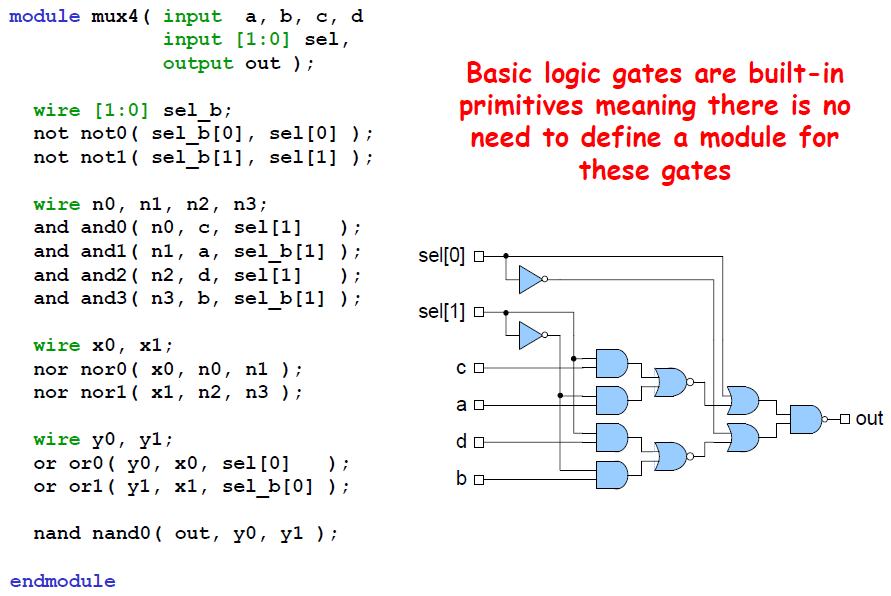 module mux4( input  a, b, c, d
             input [1:0] sel,
             output out );
  wire [1:0] sel_b;
  not not0( sel_b[0], sel[0] );
  not not1( sel_b[1], sel[1] );
  wire n0, n1, n2, n3;
  and and0( n0, c, sel[1]   );
  and and1( n1, a, sel_b[1] );
  and and2( n2, d, sel[1]   );
  and and3( n3, b, sel_b[1] );
  wire x0, x1;
  nor nor0( x0, n0, n1 );
  nor nor1( x1, n2, n3 );
  wire y0, y1;
  or or0( y0, x0, sel[0]   );
  or or1( y1, x1, sel_b[0] );
  nand nand0( out, y0, y1 );
endmodule
Basic logic gates are built-in
primitives meaning there is no
need to define a module for
these gates
sel[0]
sel[1]
c
a
d
b
out